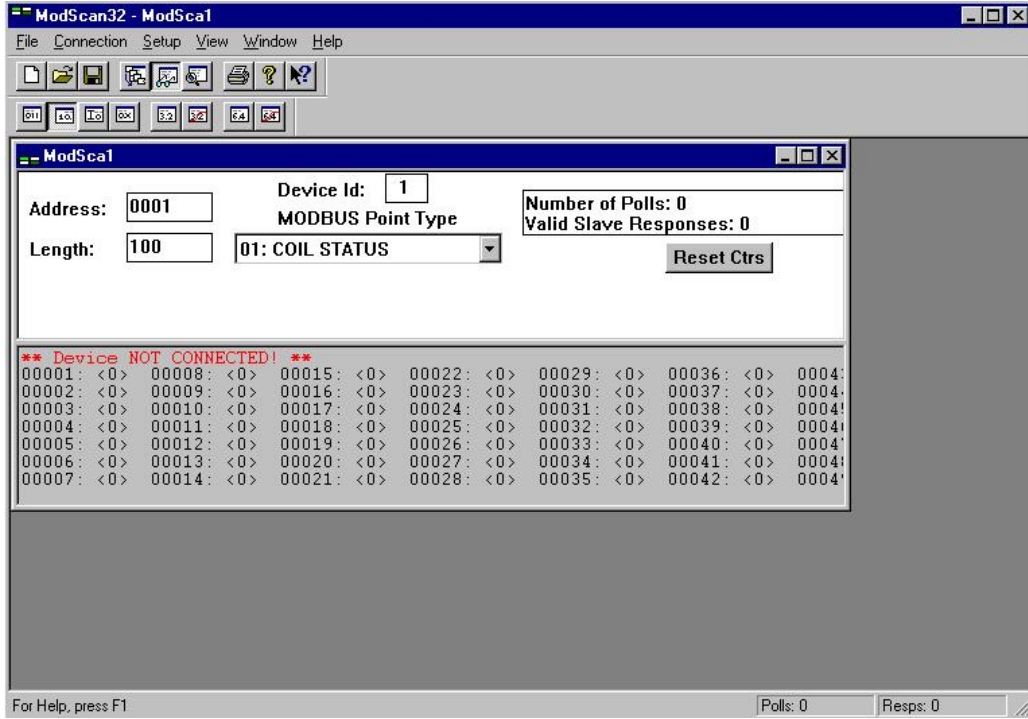 ModScan32 - ModSca1
File Connection Setup View Window Help
ModSca1
Address: 0001
Device Id: 1
MODBUS Point Type
Number of Polls: 0
Valid Slave Responses: 0
Length: 100
01: COIL STATUS
Reset Ctrs
** Device NOT CONNECTED! **
00001: <0> 00008: <0> 00015: <0> 00022: <0> 00029: <0> 00036: <0>
00002: <0> 00009: <0> 00016: <0> 00023: <0> 00030: <0> 00037: <0>
00003: <0> 00010: <0> 00017: <0> 00024: <0> 00031: <0> 00038: <0>
00004: <0> 00011: <0> 00018: <0> 00025: <0> 00032: <0> 00039: <0>
00005: <0> 00012: <0> 00019: <0> 00026: <0> 00033: <0> 00040: <0>
00006: <0> 00013: <0> 00020: <0> 00027: <0> 00034: <0> 00041: <0>
00007: <0> 00014: <0> 00021: <0> 00028: <0> 00035: <0> 00042: <0>
For Help, press F1
Polls: 0
Resps: 0